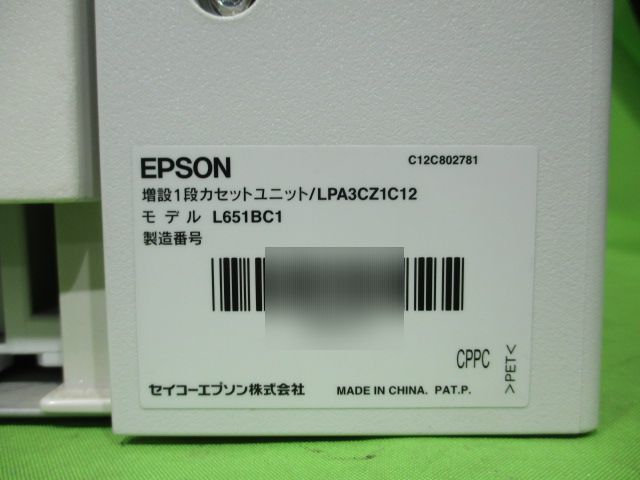 C12C802781
EPSON
増設1段カセットユニット/LPA3CZ1C12
モデル L651BC1
製造番号
CPPC
>PET<
セイコーエプソン株式会社
MADE IN CHINA. PAT.P.